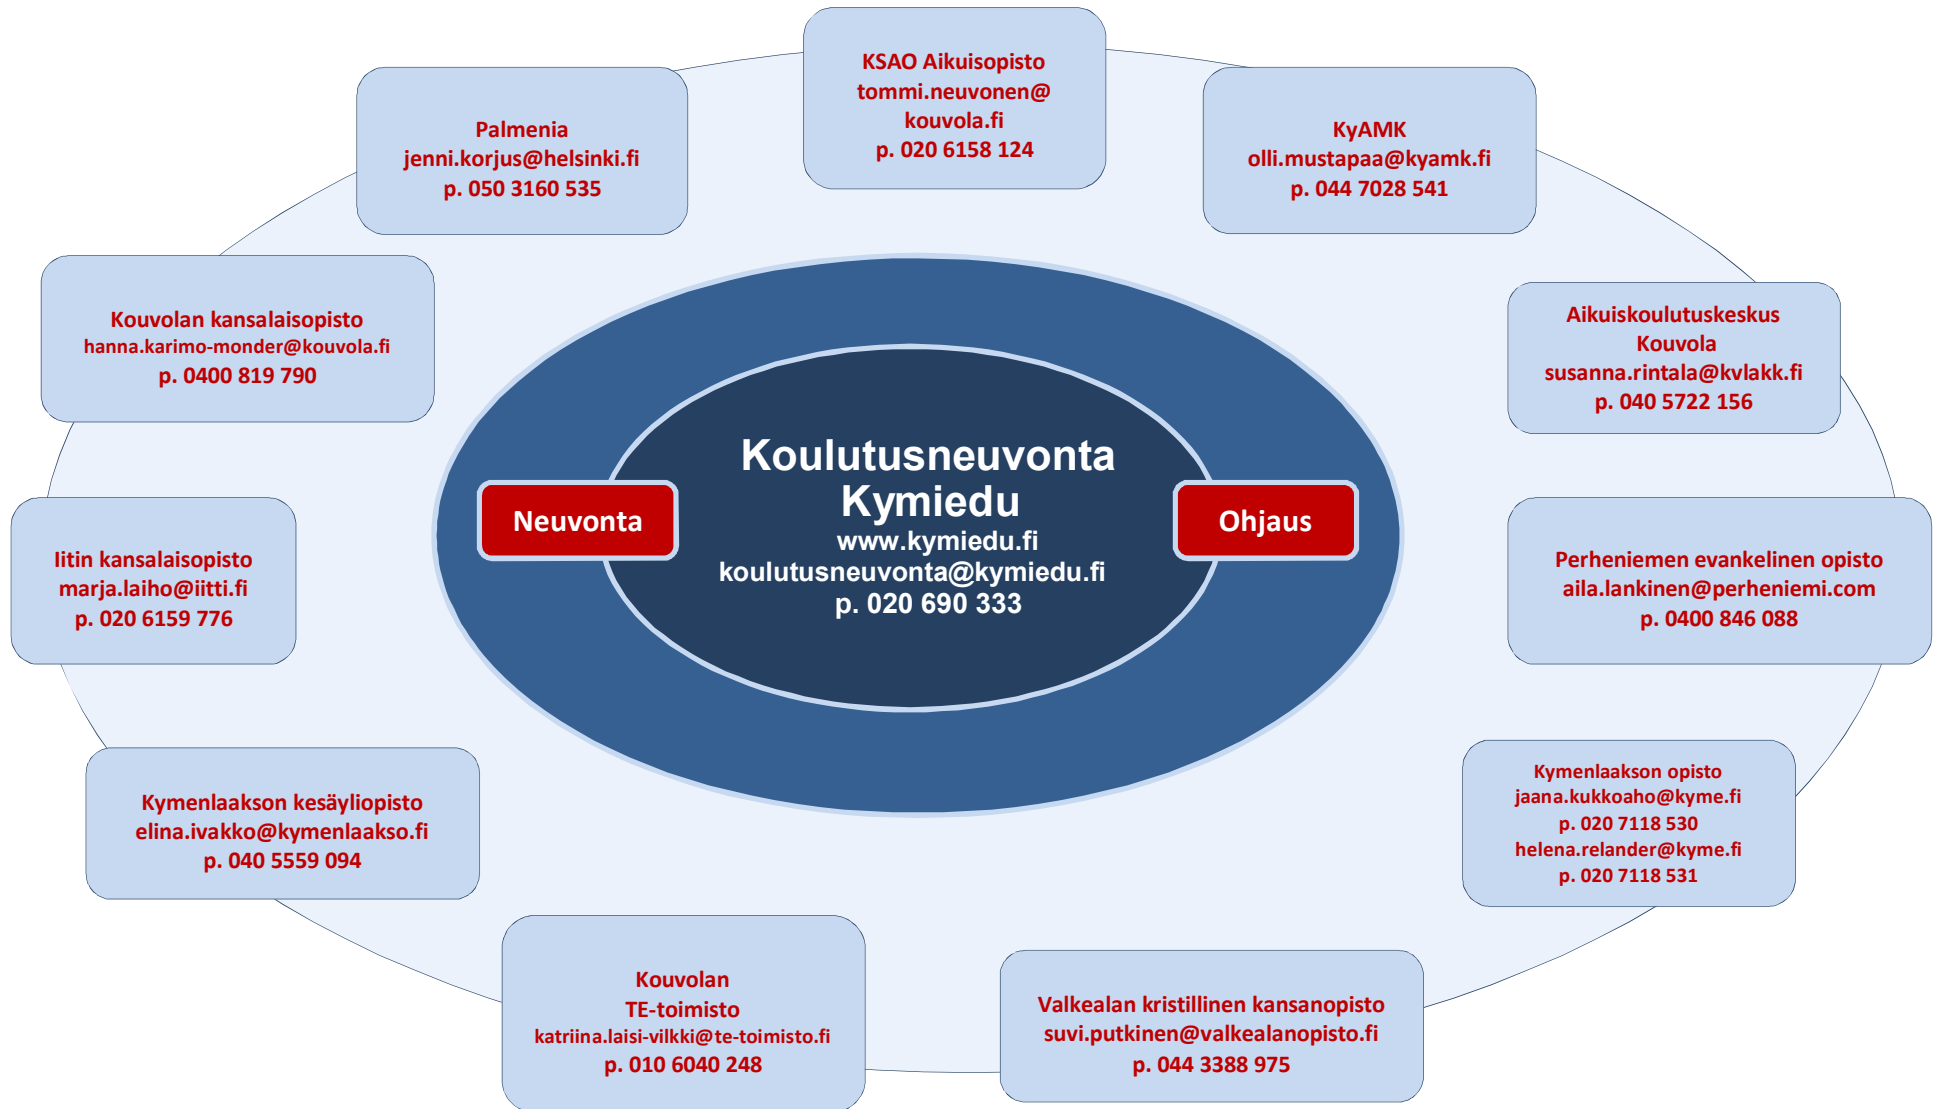 KSAO Aikuisopisto
tommi.neuvonen@
kouvola.fi
p. 020 6158 124
Palmenia
jenni.korjus@helsinki.fi
p. 050 3160 535
KyAMK
olli.mustapaa@kyamk.fi
p. 044 7028 541
Kouvolan kansalaisopisto
hanna.karimo-monder@kouvola.fi
p. 0400 819 790
Aikuiskoulutuskeskus
Kouvola
susanna.rintala@kvlakk.fi
p. 040 5722 156
Neuvonta
Koulutusneuvonta
Kymiedu
www.kymiedu.fi
koulutusneuvonta@kymiedu.fi
p. 020 690 333
Ohjaus
Iitin kansalaisopisto
marja.laiho@iitti.fi
p. 020 6159 776
Perheniemen evankelinen opisto
aila.lankinen@perheniemi.com
p. 0400 846 088
Kymenlaakson kesäyliopisto
elina.ivakko@kymenlaakso.fi
p. 040 5559 094
Kymenlaakson opisto
jaana.kukkoaho@kyme.fi
p. 020 7118 530
helena.relander@kyme.fi
p. 020 7118 531
Kouvolan
TE-toimisto
katriina.laisi-vilkki@te-toimisto.fi
p. 010 6040 248
Valkealan kristillinen kansanopisto
suvi.putkinen@valkealanopisto.fi
p. 044 3388 975